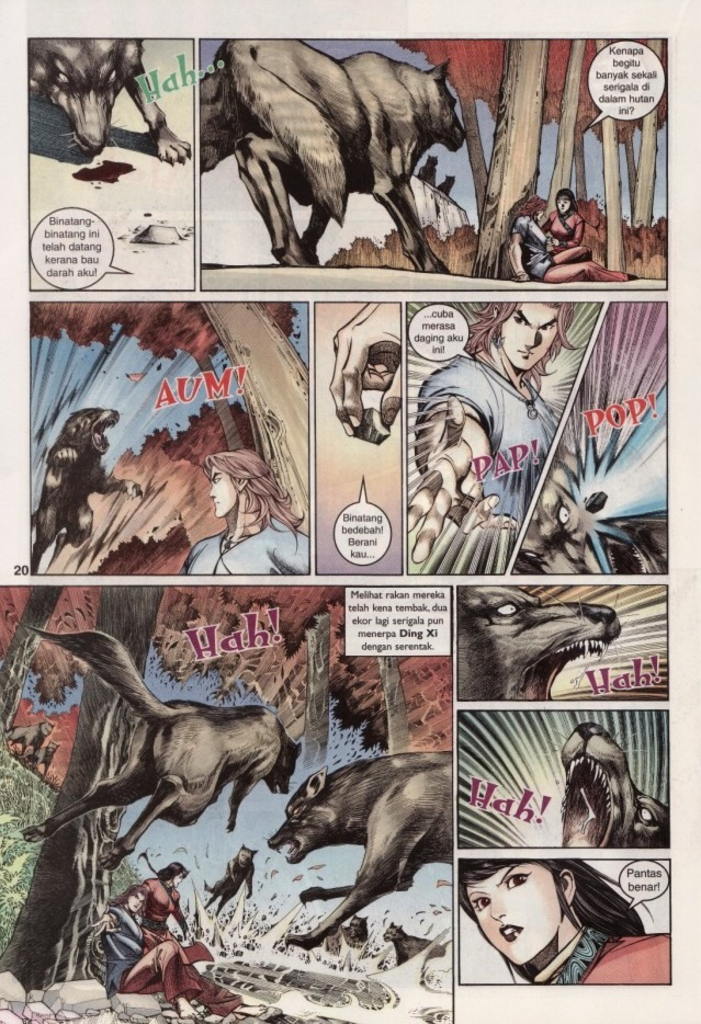 Hah...
Binatang-
binatang ini
telah datang
kerana bau
darah aku!
Kenapa
begitu
banyak sekali
serigala di
dalam hutan
ini?
AUM!
Binatang
bedebah!
Berani
kau...
...cuba
merasa
daging aku
ini!
PAP!
POP!
20
Hah!
Melihat rakan mereka
telah kena tembak, dua
ekor lagi serigala pun
menerpa Ding Xi
dengan serentak.
Hah!
Hah!
Pantas
benar!